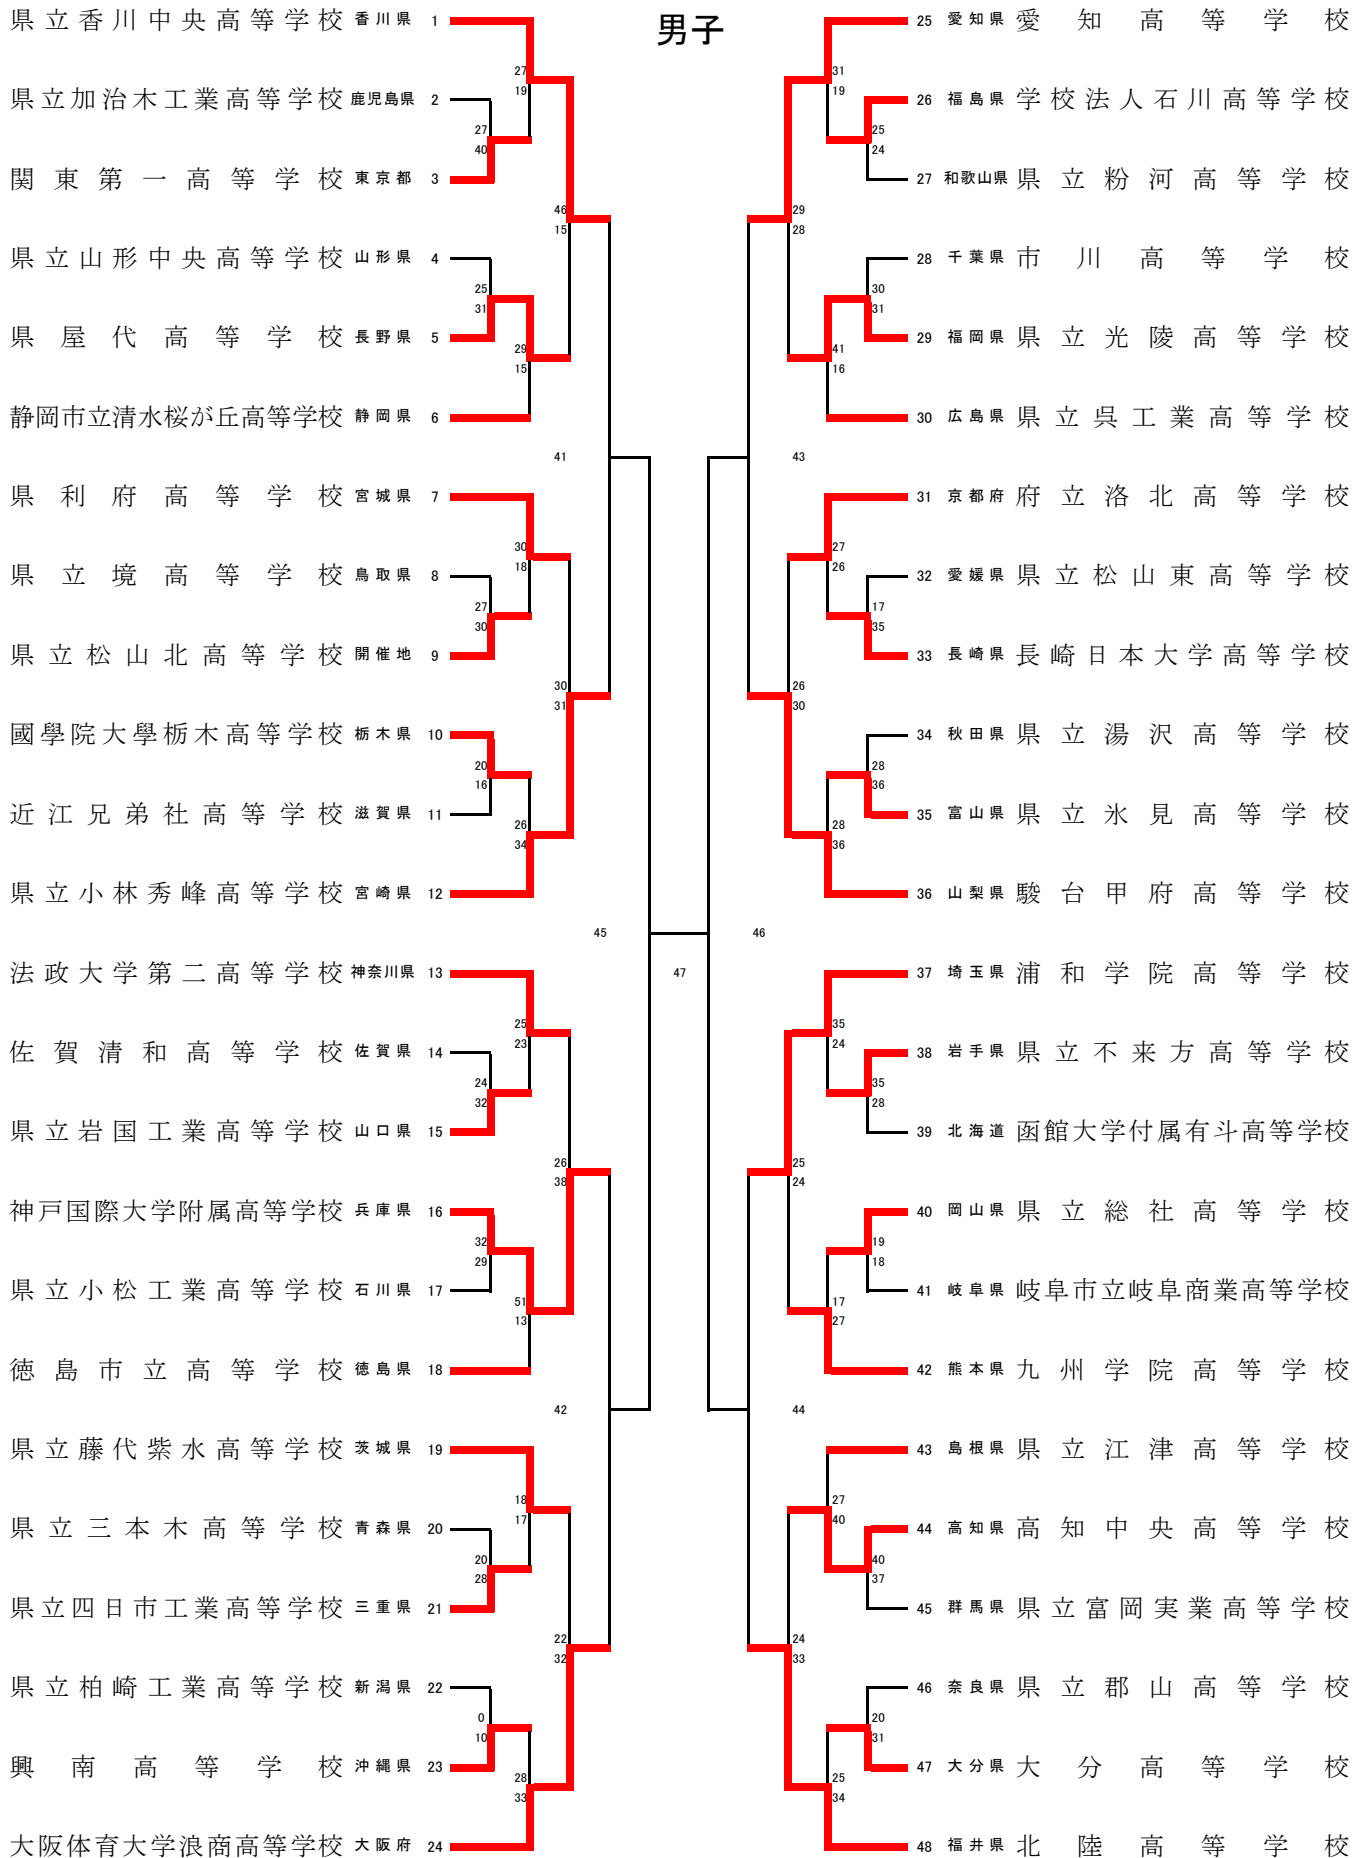 男子
県立香川中央高等学校 香川県 1
27
19
県立加治木工業高等学校 鹿児島県 2
27
40
関東第一高等学校 東京都 3
46
15
県立山形中央高等学校 山形県 4
25
31
県屋代高等学校 長野県 5
29
15
静岡市立清水桜が丘高等学校 静岡県 6
41
県利府高等学校 宮城県 7
30
18
県立境高等学校 鳥取県 8
27
30
県立松山北高等学校 開催地 9
30
31
國學院大學栃木高等学校 栃木県 10
20
16
近江兄弟社高等学校 滋賀県 11
26
34
県立小林秀峰高等学校 宮崎県 12
45
法政大学第二高等学校 神奈川県 13
25
23
佐賀清和高等学校 佐賀県 14
24
32
県立岩国工業高等学校 山口県 15
26
38
神戸国際大学附属高等学校 兵庫県 16
32
29
県立小松工業高等学校 石川県 17
51
13
徳島市立高等学校 徳島県 18
42
県立藤代紫水高等学校 茨城県 19
18
17
県立三本木高等学校 青森県 20
20
28
県立四日市工業高等学校 三重県 21
22
32
県立柏崎工業高等学校 新潟県 22
0
10
興南高等学校 沖縄県 23
28
33
大阪体育大学浪商高等学校 大阪府 24
47
25 愛知県 愛知高等学校
31
19
26 福島県 学校法人石川高等学校
25
24
27 和歌山県 県立粉河高等学校
29
28
28 千葉県 市川高等学校
30
31
29 福岡県 県立光陵高等学校
41
16
30 広島県 県立呉工業高等学校
43
31 京都府 府立洛北高等学校
27
26
32 愛媛県 県立松山東高等学校
17
35
33 長崎県 長崎日本大学高等学校
26
30
34 秋田県 県立湯沢高等学校
28
36
35 富山県 県立氷見高等学校
28
36
36 山梨県 駿台甲府高等学校
46
37 埼玉県 浦和学院高等学校
35
24
38 岩手県 県立不来方高等学校
35
28
39 北海道 函館大学付属有斗高等学校
25
24
40 岡山県 県立総社高等学校
19
18
41 岐阜県 岐阜市立岐阜商業高等学校
17
27
42 熊本県 九州学院高等学校
44
43 島根県 県立江津高等学校
27
40
44 高知県 高知中央高等学校
40
37
45 群馬県 県立富岡実業高等学校
24
33
46 奈良県 県立郡山高等学校
20
31
47 大分県 大分高等学校
25
34
48 福井県 北陸高等学校